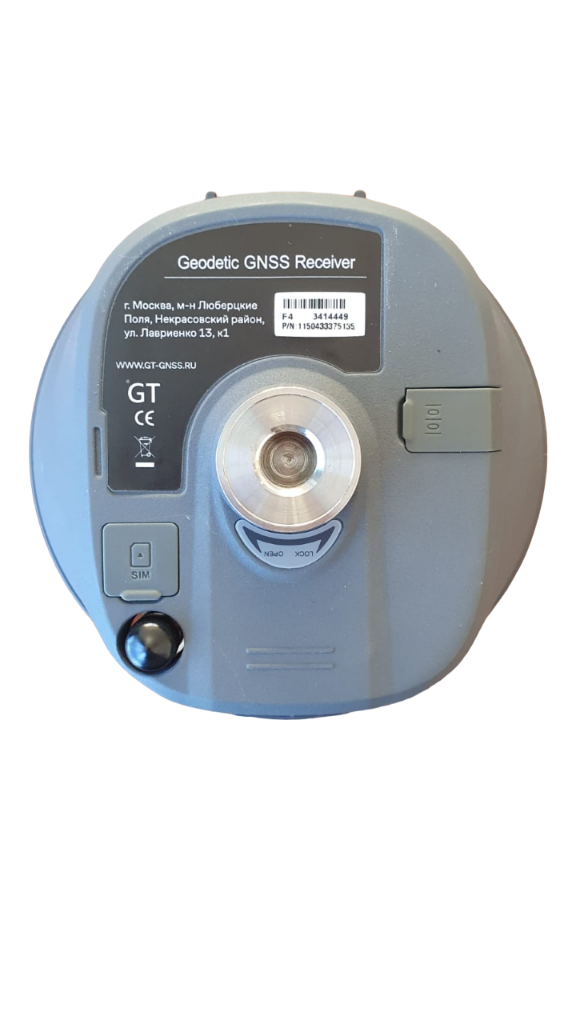 Geodetic GNSS Receiver
г. Москва, м-н Люберцкие
Поля, Некрасовский район,
ул. Лавриненко 13, к1
F4 3414449
P/N 1150433375135
WWW.GT-GNSS.RU
GT
CE
SIM
LOCK OPEN